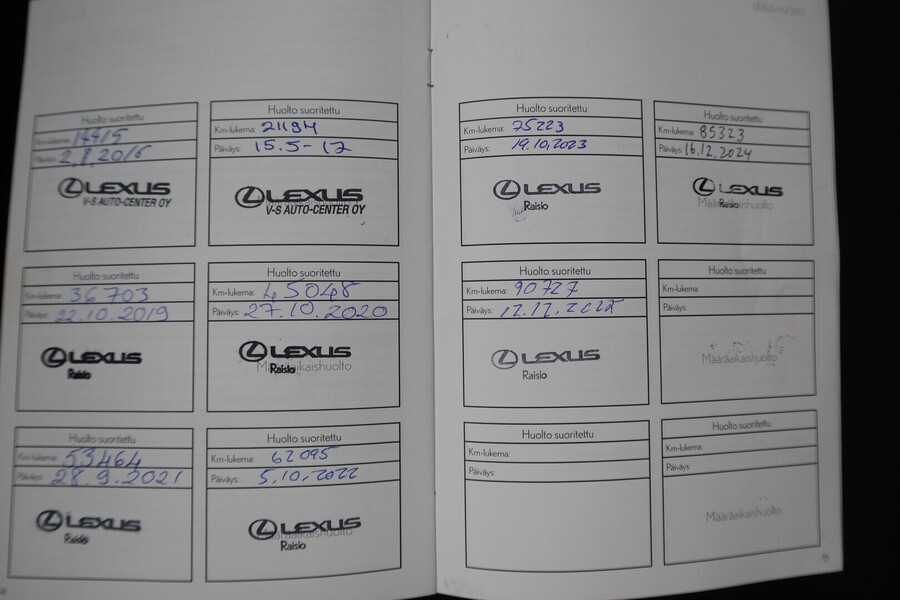 Huolto suoritettu
Km-lukema: 14415
Päiväys: 2.8.2016
LEXUS
V-S AUTO-CENTER OY
Huolto suoritettu
Km-lukema: 21194
Päiväys: 15.5-17
LEXUS
V-S AUTO-CENTER OY
Huolto suoritettu
Km-lukema: 36703
Päiväys: 22.10.2019
LEXUS
Raisio
Huolto suoritettu
Km-lukema: 45048
Päiväys: 27.10.2020
LEXUS
Määräaikaishuolto
Raisio
Huolto suoritettu
Km-lukema: 53464
Päiväys: 28.9.2021
LEXUS
Raisio
Huolto suoritettu
Km-lukema: 62095
Päiväys: 5.10.2022
LEXUS
Määräaikaishuolto
Raisio
Huolto suoritettu
Km-lukema: 75223
Päiväys: 19.10.2023
LEXUS
Raisio
Huolto suoritettu
Km-lukema: 85323
Päiväys: 16.12.2024
LEXUS
Määräaikaishuolto
Raisio
Huolto suoritettu
Km-lukema: 90727
Päiväys: 17.12.2025
LEXUS
Raisio
Huolto suoritettu
Km-lukema:
Päiväys:
Määräaikaishuolto
Huolto suoritettu
Km-lukema:
Päiväys:
Huolto suoritettu
Km-lukema:
Päiväys:
Määräaikaishuolto